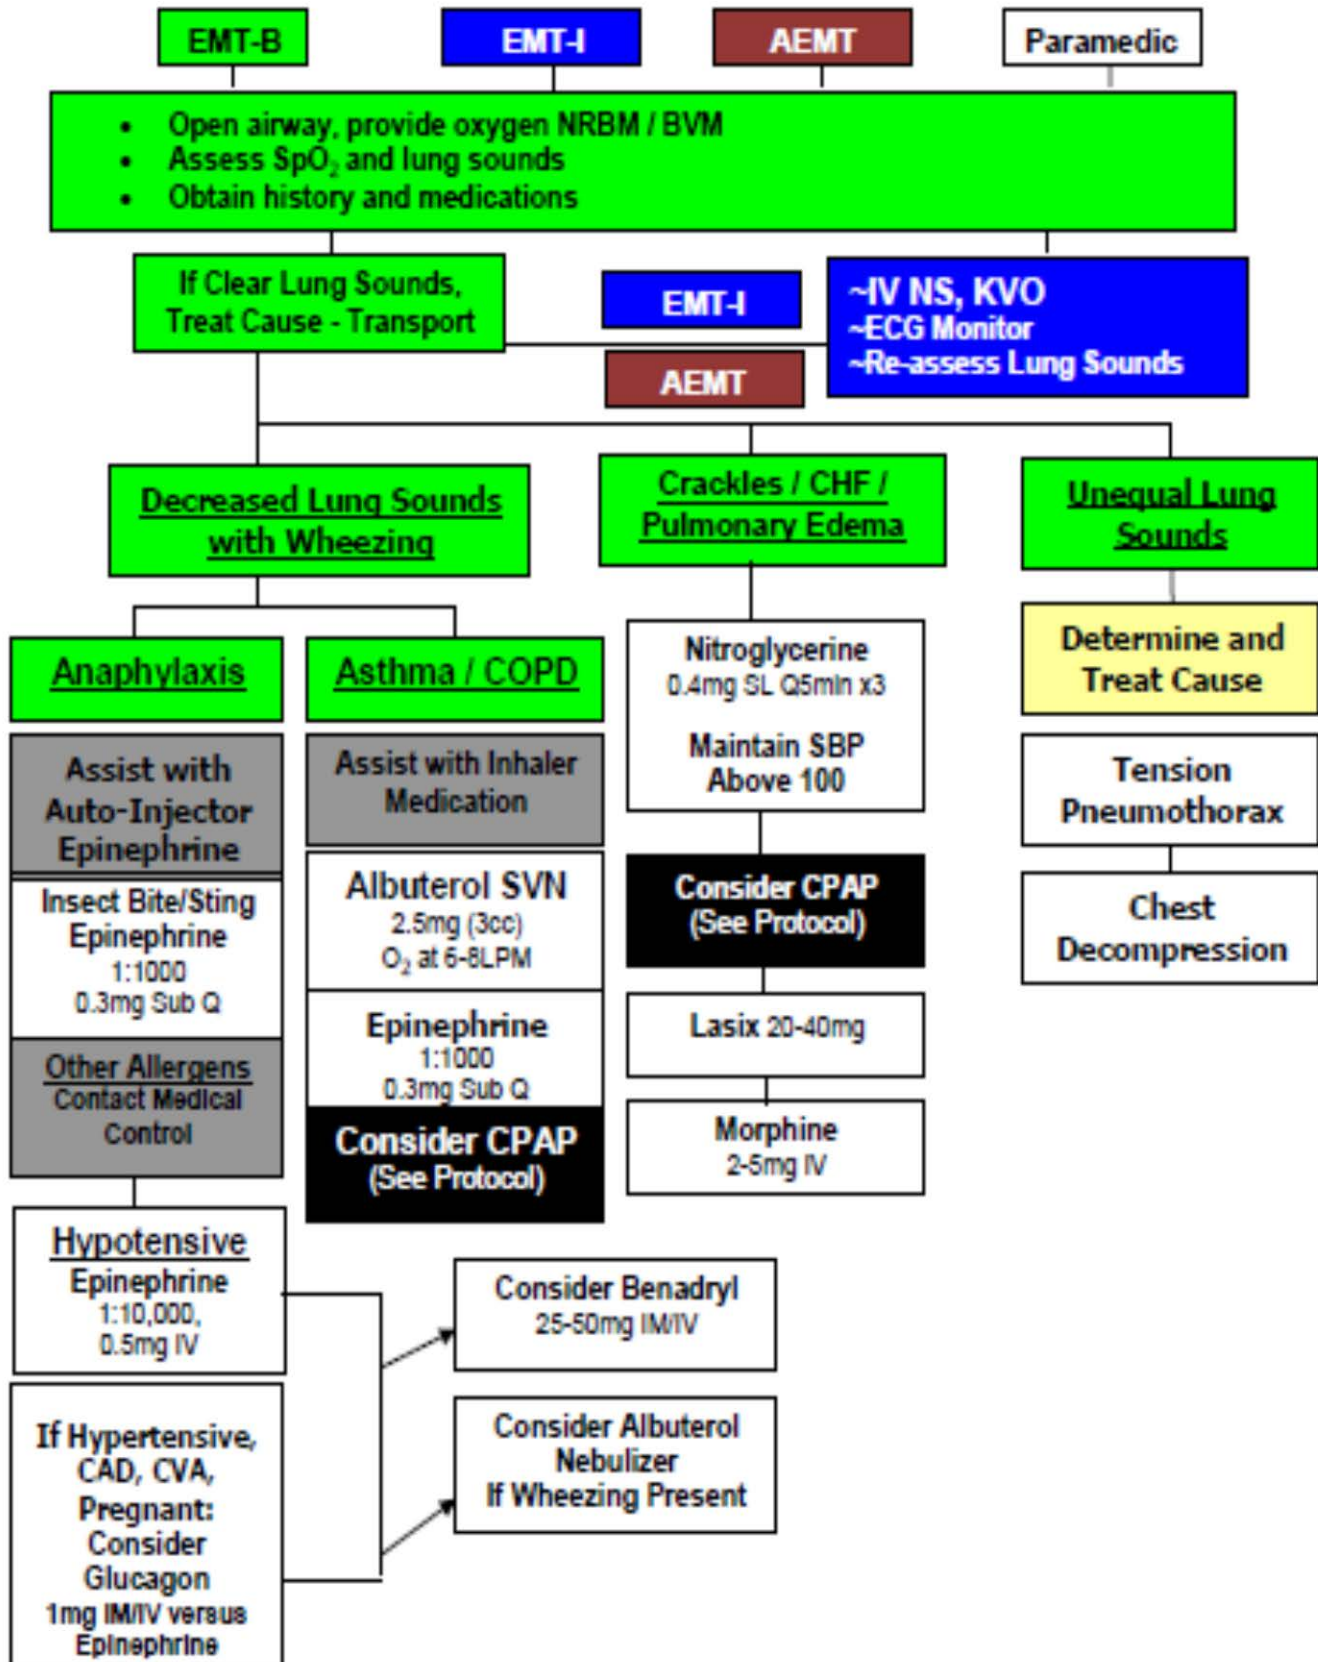 EMT-B
EMT-I
AEMT
Paramedic
• Open airway, provide oxygen NRBM / BVM
• Assess SpO₂ and lung sounds
• Obtain history and medications
If Clear Lung Sounds,
Treat Cause - Transport
EMT-I
AEMT
~IV NS, KVO
~ECG Monitor
~Re-assess Lung Sounds
Decreased Lung Sounds
with Wheezing
Crackles / CHF /
Pulmonary Edema
Unequal Lung
Sounds
Anaphylaxis
Assist with
Auto-Injector
Epinephrine
Insect Bite/Sting
Epinephrine
1:1000
0.3mg Sub Q
Other Allergens
Contact Medical
Control
Hypotensive
Epinephrine
1:10,000,
0.5mg IV
If Hypertensive,
CAD, CVA,
Pregnant:
Consider
Glucagon
1mg IM/IV versus
Epinephrine
Asthma / COPD
Assist with Inhaler
Medication
Albuterol SVN
2.5mg (3cc)
O₂ at 6-8LPM
Epinephrine
1:1000
0.3mg Sub Q
Consider CPAP
(See Protocol)
Consider Benadryl
25-50mg IM/IV
Consider Albuterol
Nebulizer
If Wheezing Present
Nitroglycerine
0.4mg SL Q5min x3
Maintain SBP
Above 100
Consider CPAP
(See Protocol)
Lasix 20-40mg
Morphine
2-5mg IV
Determine and
Treat Cause
Tension
Pneumothorax
Chest
Decompression